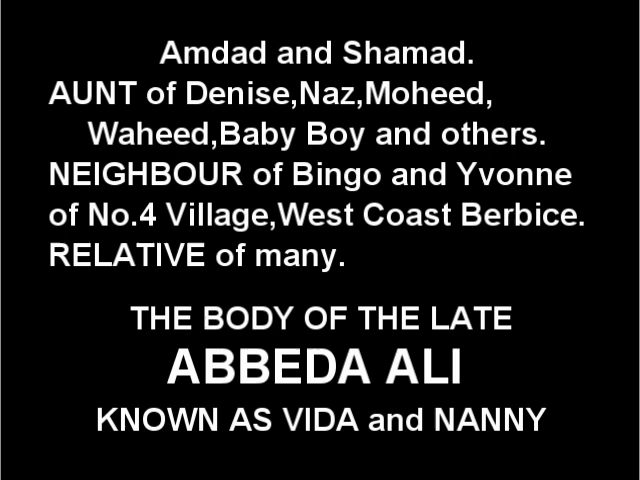 Amdad and Shamad.
AUNT of Denise,Naz,Moheed,
Waheed,Baby Boy and others.
NEIGHBOUR of Bingo and Yvonne
of No.4 Village,West Coast Berbice.
RELATIVE of many.
THE BODY OF THE LATE
ABBEDA ALI
KNOWN AS VIDA and NANNY